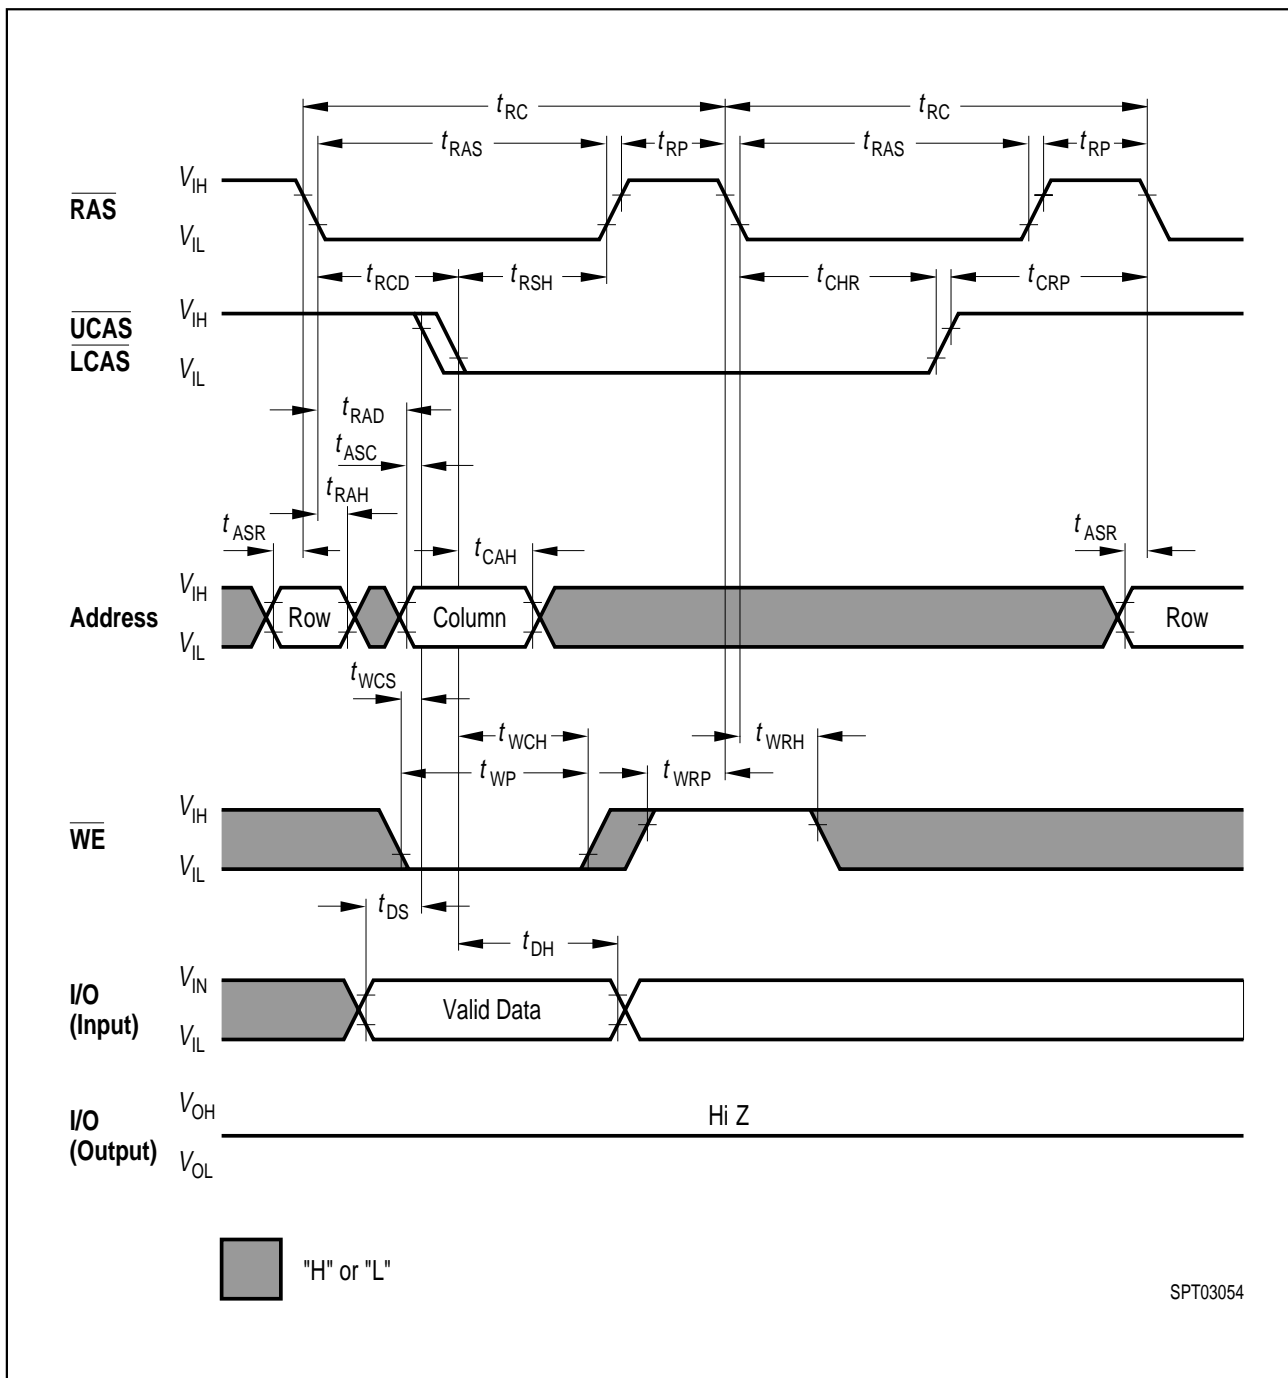 tRC tRC
tRAS tRP tRAS tRP
RAS VIH
VIL
tRCD tRSH tCHR tCRP
UCAS VIH
LCAS VIL
tRAD
tASC
tRAH
tASR tCAH tASR
VIH
Address Row Column Row
VIL
tWCS
tWCH tWRH
tWP tWRP
VIH
WE
VIL
tDS
tDH
VIN
I/O
(Input) Valid Data
VIL
VOH Hi Z
I/O
(Output)
VOL
"H" or "L"
SPT03054